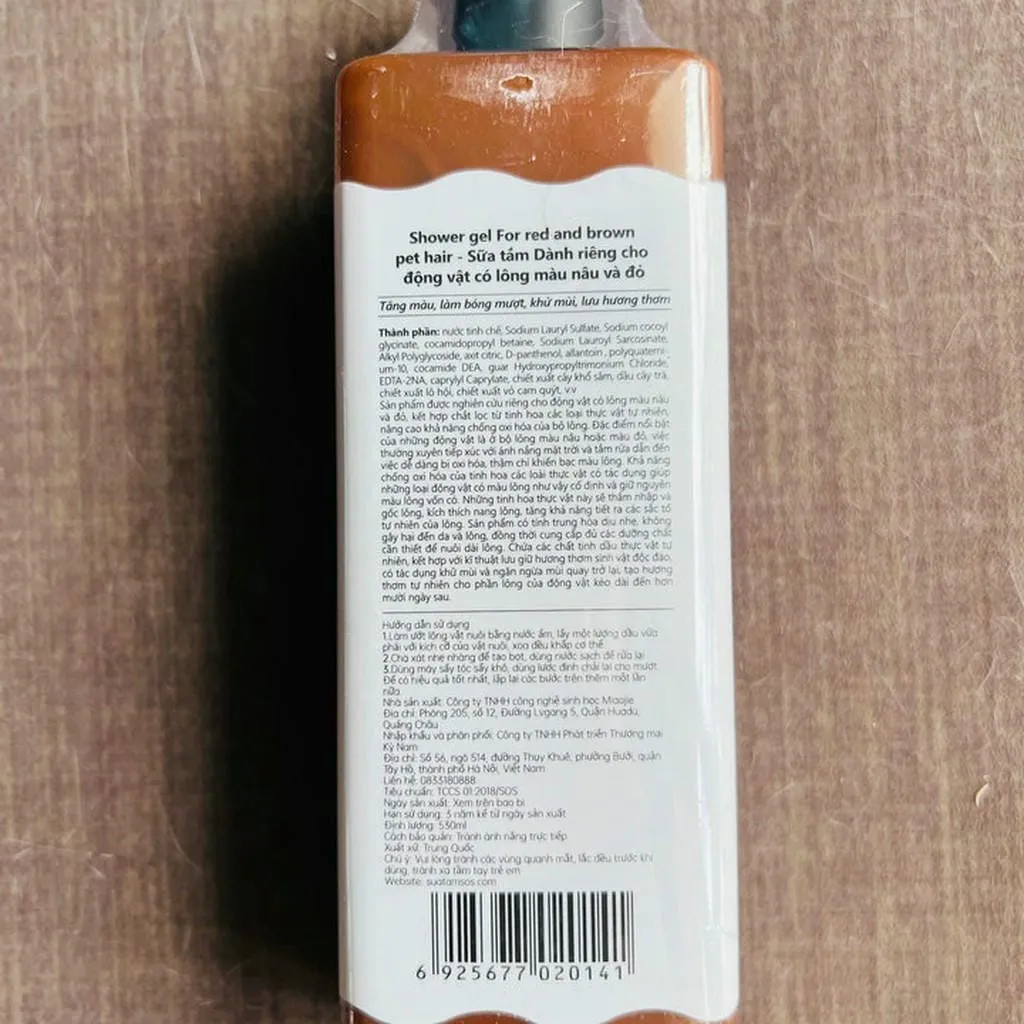 Shower gel For red and brown
pet hair - Sữa tắm Dành riêng cho
động vật có lông màu nâu và đỏ
Tăng màu, làm bóng mượt, khử mùi, lưu hương thơm
Thành phần: nước tinh chế, Sodium Lauryl Sulfate, Sodium cocoyl
glycinate, cocamidopropyl betaine, Sodium Lauroyl Sarcosinate,
Alkyl Polyglycoside, axit citric, D-panthenol, allantoin , polyquaterni-
um-10, cocamide DEA, guar Hydroxypropyltrimonium Chloride,
EDTA-2NA, caprylyl Caprylate, chiết xuất cây khổ sâm, dầu cây trà,
chiết xuất lô hội, chiết xuất vỏ cam quýt, v.v
Sản phẩm được nghiên cứu riêng cho động vật có lông màu nâu
và đỏ, kết hợp chất lọc từ tinh hoa các loại thực vật tự nhiên,
nâng cao khả năng chống oxi hóa của bộ lông. Đặc điểm nổi bật
của những động vật là ở bộ lông màu nâu hoặc màu đỏ, việc
thường xuyên tiếp xúc với ánh nắng mặt trời và tắm rửa dẫn đến
việc dễ dàng bị oxi hóa, thậm chí khiến bạc màu lông. Khả năng
chống oxi hóa của tinh hoa các loài thực vật có tác dụng giúp
những loại động vật có màu lông như vậy cố định và giữ nguyên
màu lông vốn có. Những tinh hoa thực vật này sẽ thẩm nhập và
gốc lông, kích thích nang lông, tăng khả năng tiết ra các sắc tố
tự nhiên của lông. Sản phẩm có tính trung hòa dịu nhẹ, không
gây hại đến da và lông, đồng thời cung cấp đủ các dưỡng chất
cần thiết để nuôi dài lông. Chứa các chất tinh dầu thực vật tự
nhiên, kết hợp với kĩ thuật lưu giữ hương thơm sinh vật độc đáo,
có tác dụng khử mùi và ngăn ngừa mùi quay trở lại, tạo hương
thơm tự nhiên cho phần lông của động vật kéo dài đến hơn
mười ngày sau.
Hướng dẫn sử dụng
1.Làm ướt lông vật nuôi bằng nước ấm, lấy một lượng dầu vừa
phải với kích cỡ của vật nuôi, xoa đều khắp cơ thể
2.Chà xát nhẹ nhàng để tạo bọt, dùng nước sạch để rửa lại
3.Dùng máy sấy tóc sấy khô, dùng lược định chải lại cho mượt.
Để có hiệu quả tốt nhất, lặp lại các bước trên thêm một lần
nữa.
Nhà sản xuất: Công ty TNHH công nghệ sinh học Miaojie
Địa chỉ: Phòng 205, số 12, Đường Lvgang 5, Quận Huadu,
Quảng Châu
Nhập khẩu và phân phối: Công ty TNHH Phát triển Thương mại
Kỳ Nam
Địa chỉ: Số 56, ngõ 514, đường Thụy Khuê, phường Bưởi, quận
Tây Hồ, thành phố Hà Nội, Việt Nam
Liên hệ: 0833180888
Tiêu chuẩn: TCCS 01:2018/SOS
Ngày sản xuất: Xem trên bao bì
Hạn sử dụng: 3 năm kể từ ngày sản xuất
Định lượng: 530ml
Cách bảo quản: Tránh ánh nắng trực tiếp
Xuất xứ: Trung Quốc
Chú ý: Vui lòng tránh các vùng quanh mắt, lắc đều trước khi
dùng, tránh xa tầm tay trẻ em
Website: suatamsos.com
6 925677 020141